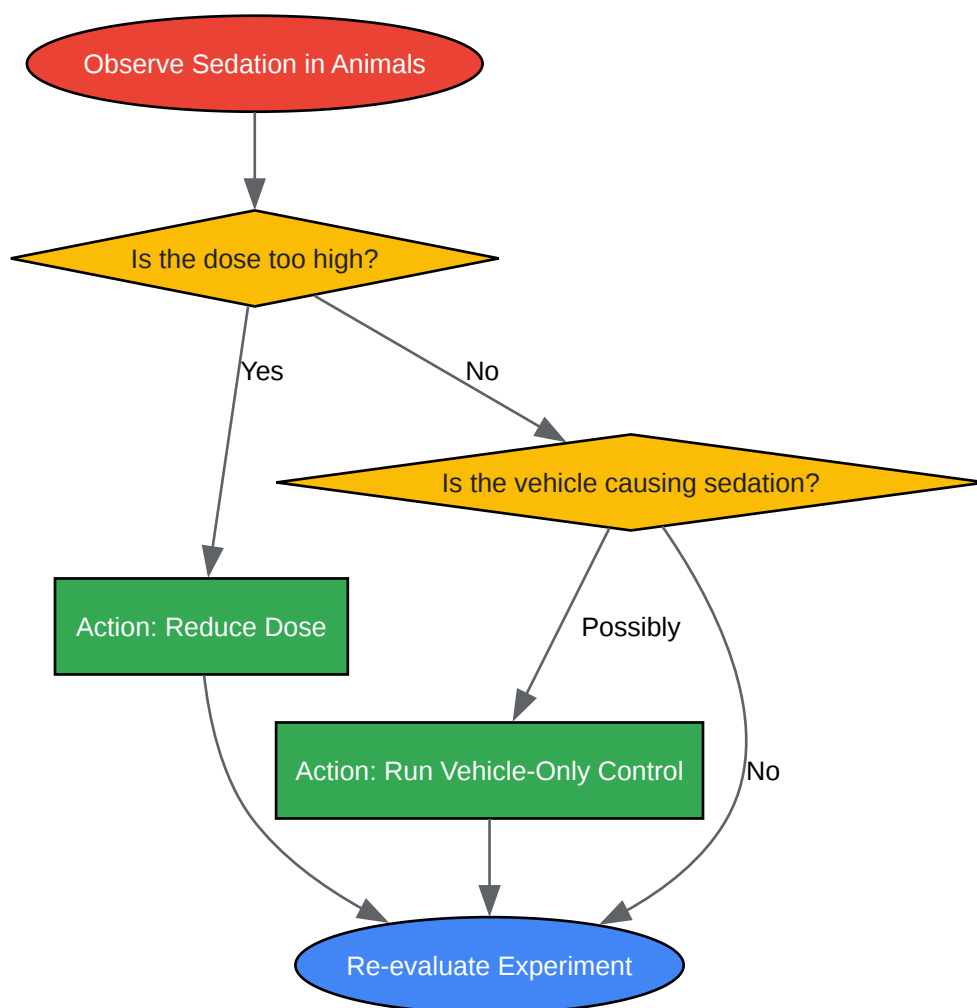 Observe Sedation in Animals
Is the dose too high?
Yes
No
Is the vehicle causing sedation?
Action: Reduce Dose
Possibly
Action: Run Vehicle-Only Control
No
Re-evaluate Experiment